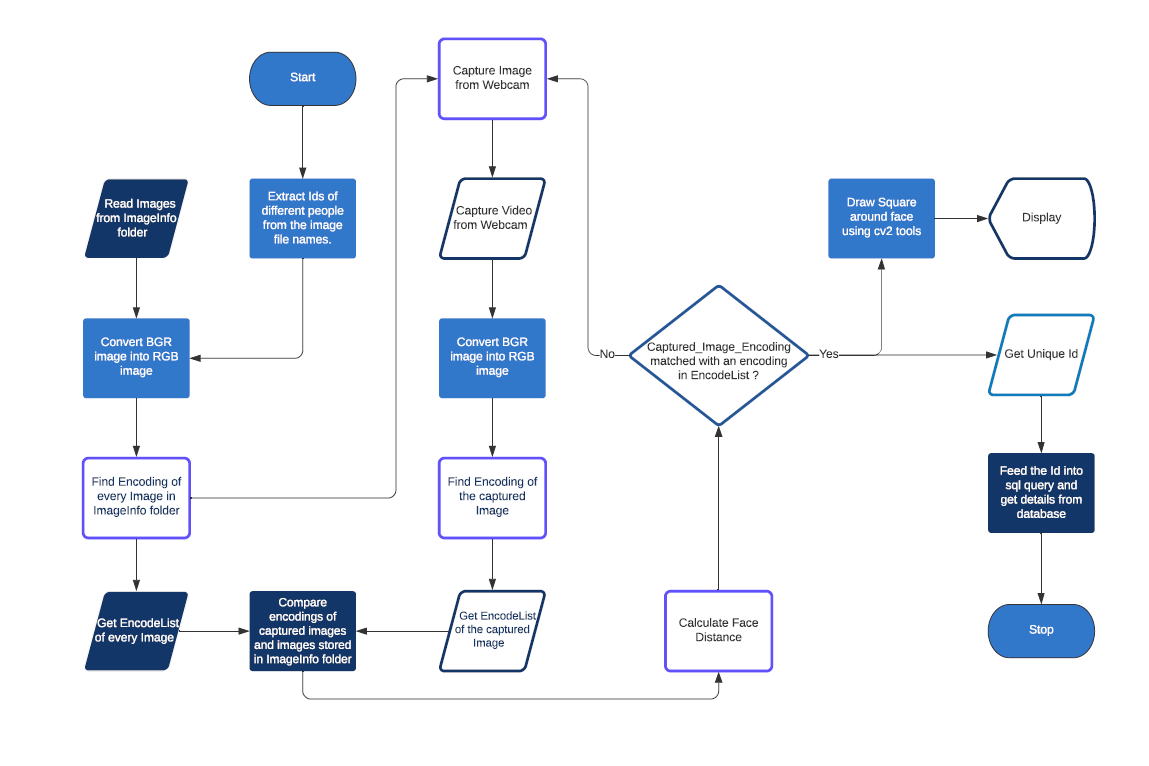 Start
Capture Image
from Webcam
Read Images
from ImageInfo
folder
Extract Ids of
different people
from the image
file names.
Capture Video
from Webcam
Draw Square
around face
using cv2 tools
Display
Convert BGR
image into RGB
image
Convert BGR
image into RGB
image
No
Captured_Image_Encoding
matched with an encoding
in EncodeList ?
Yes
Get Unique Id
Find Encoding of
every Image in
ImageInfo folder
Find Encoding of
the captured
Image
Feed the Id into
sql query and
get details from
database
Get EncodeList
of every Image
Compare
encodings of
captured images
and images stored
in ImageInfo folder
Get EncodeList
of the captured
Image
Calculate Face
Distance
Stop